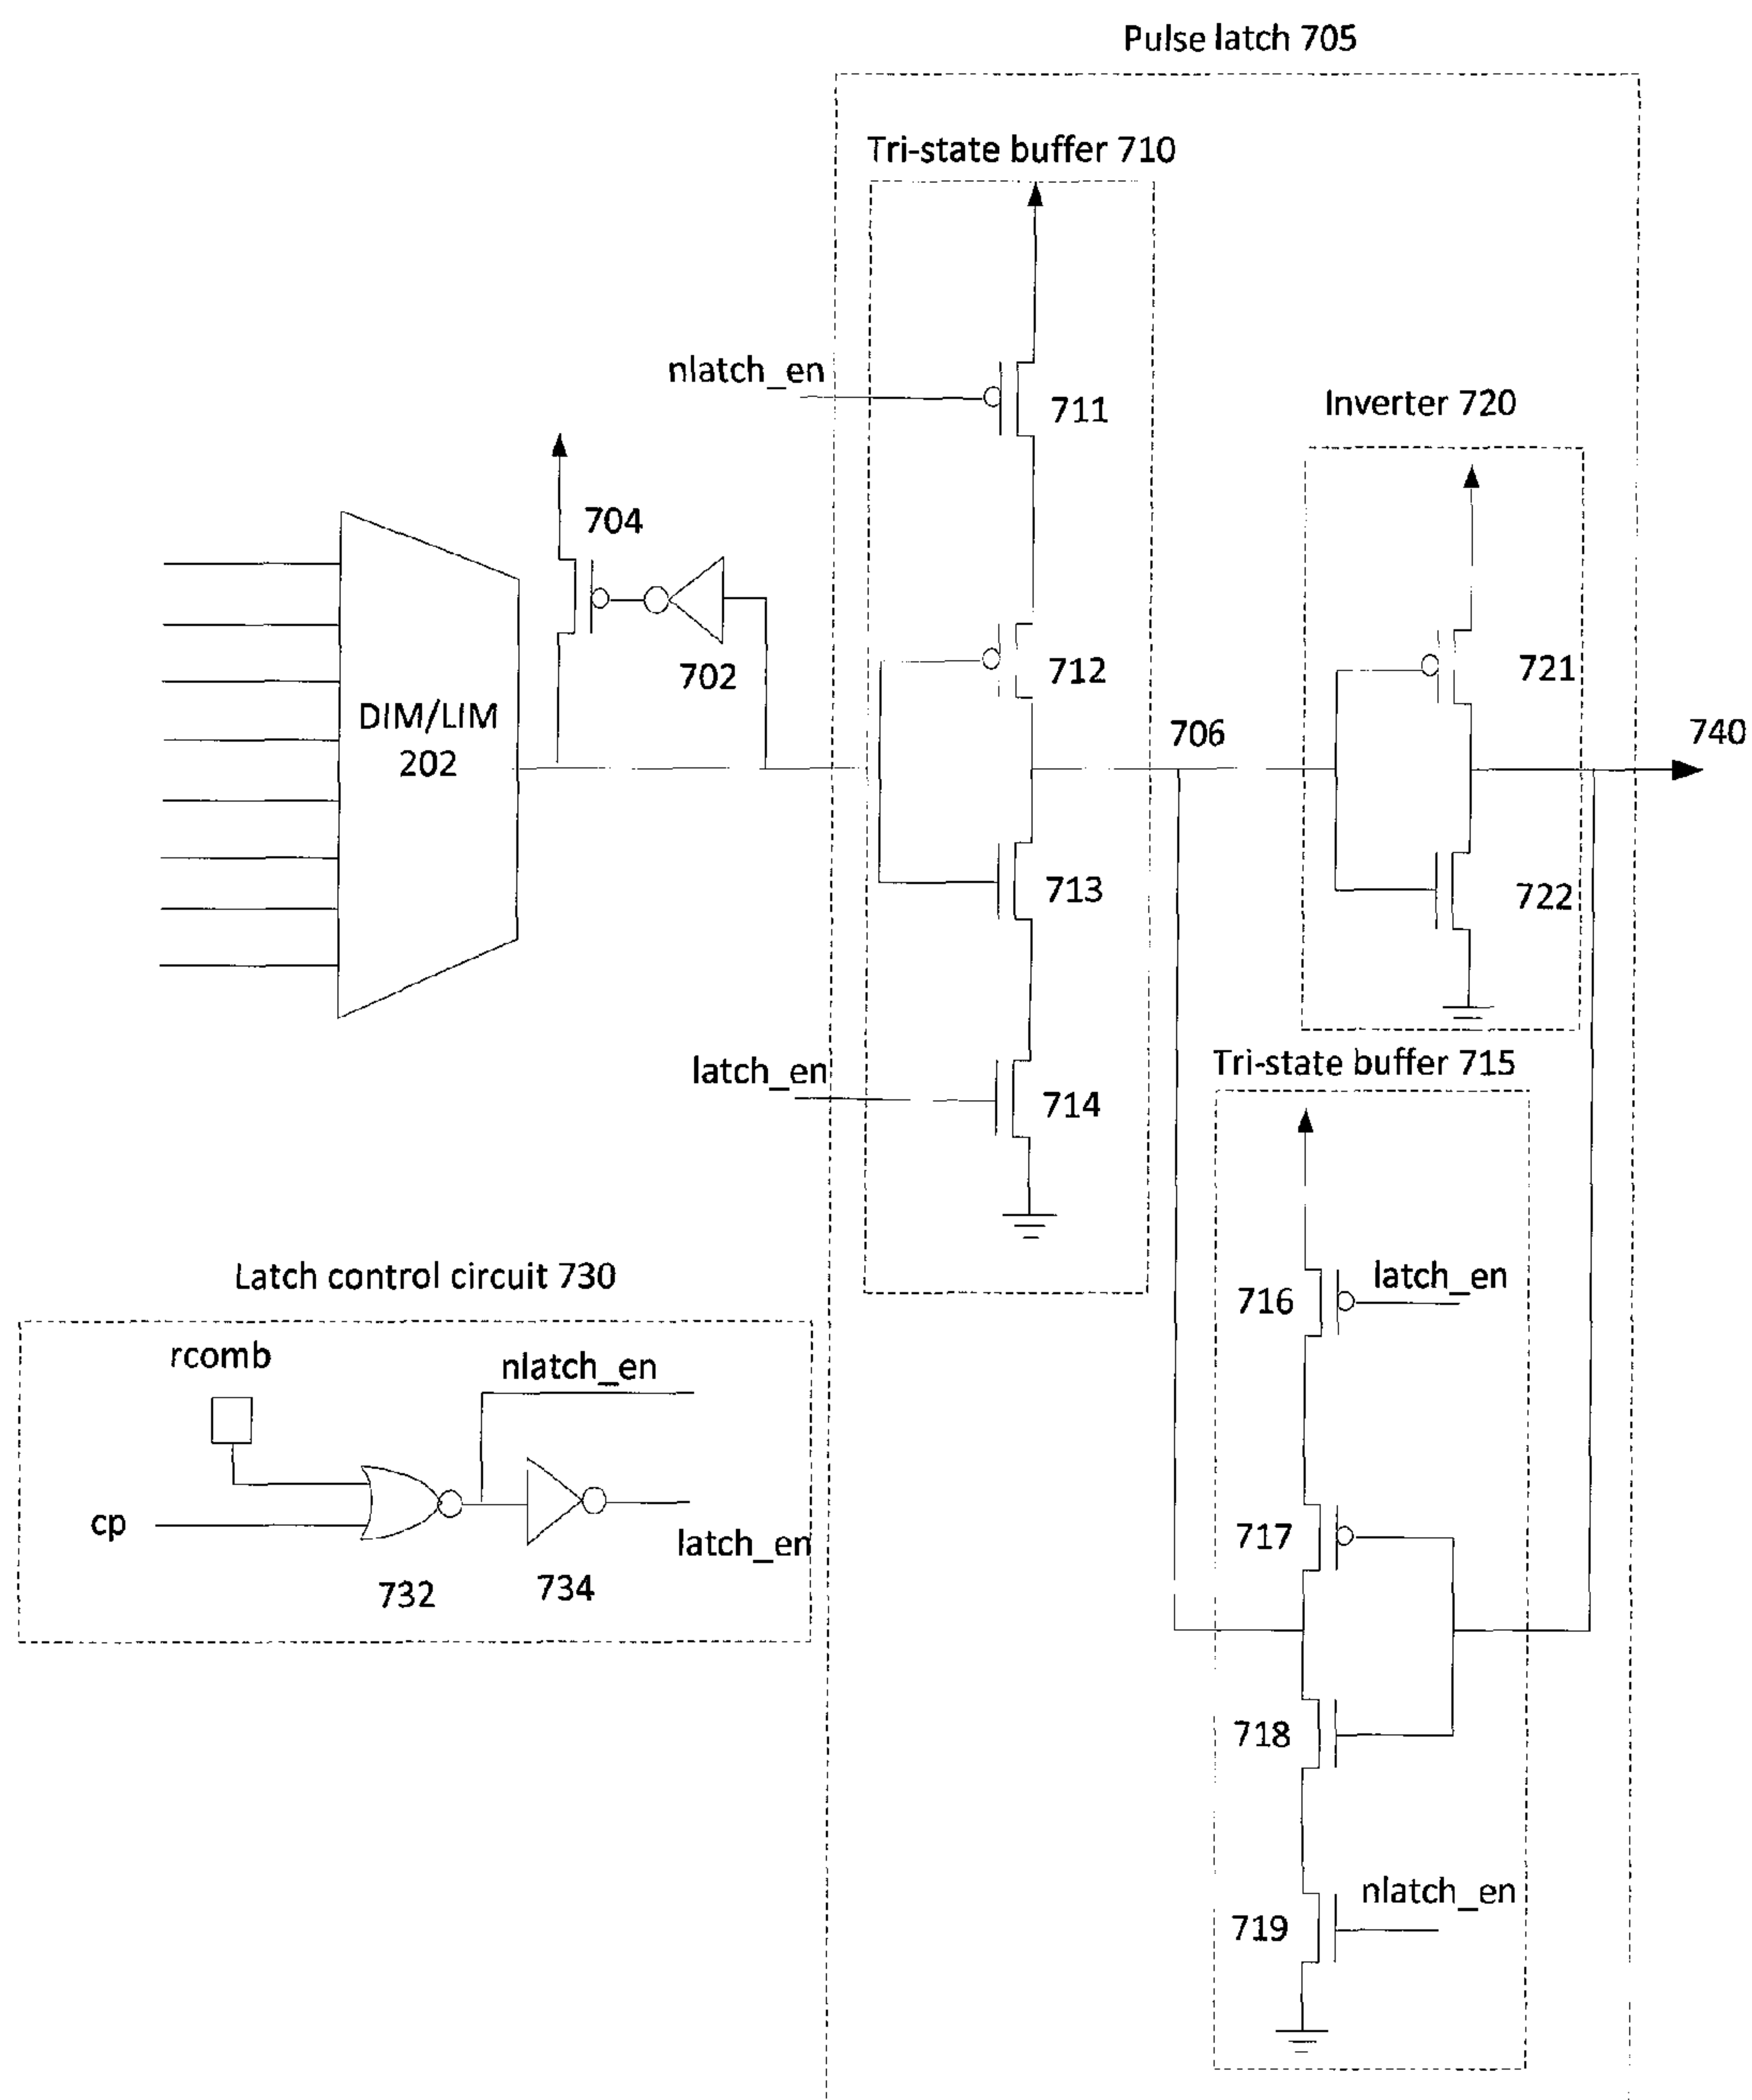 Pulse latch 705
Tri-state buffer 710
nlatch_en
711
Inverter 720
704
702
712
721
DIM/LIM
202
706
740
713
722
latch_en
714
Tri-state buffer 715
Latch control circuit 730
716
latch_en
rcomb
nlatch_en
cp
717
latch_en
732
734
718
nlatch_en
719